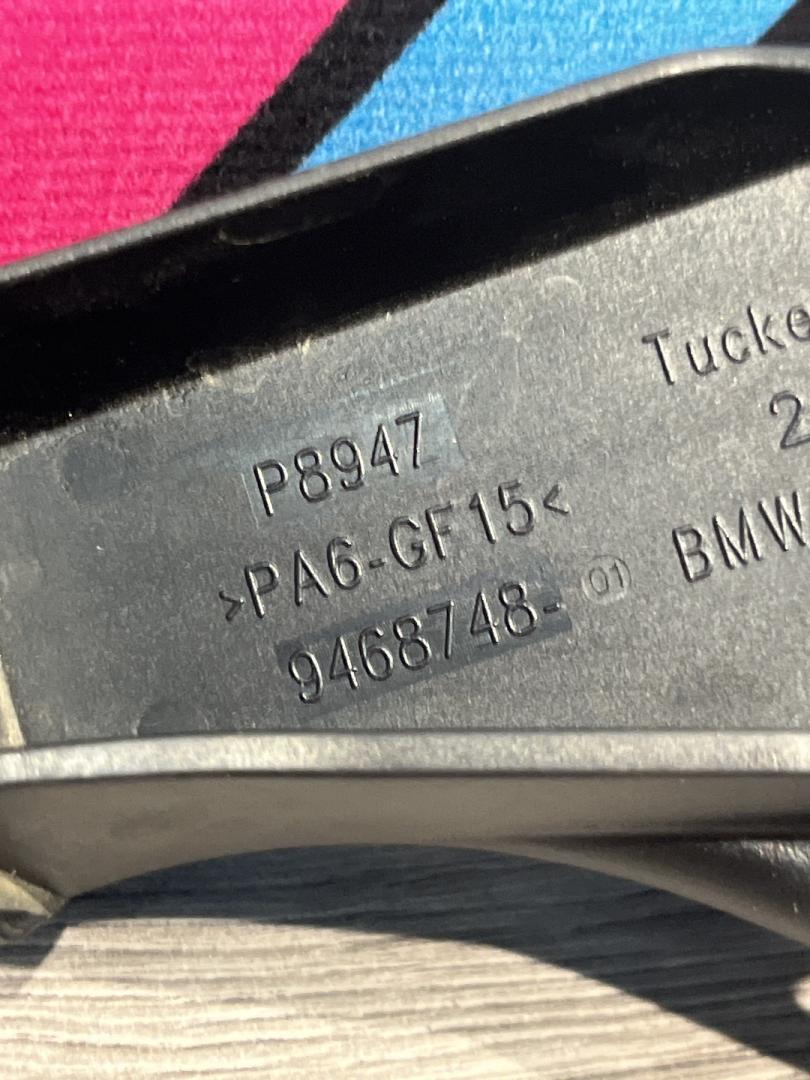 Tucke
P8947
2
>PA6-GF15<
BMW
9468748-
01